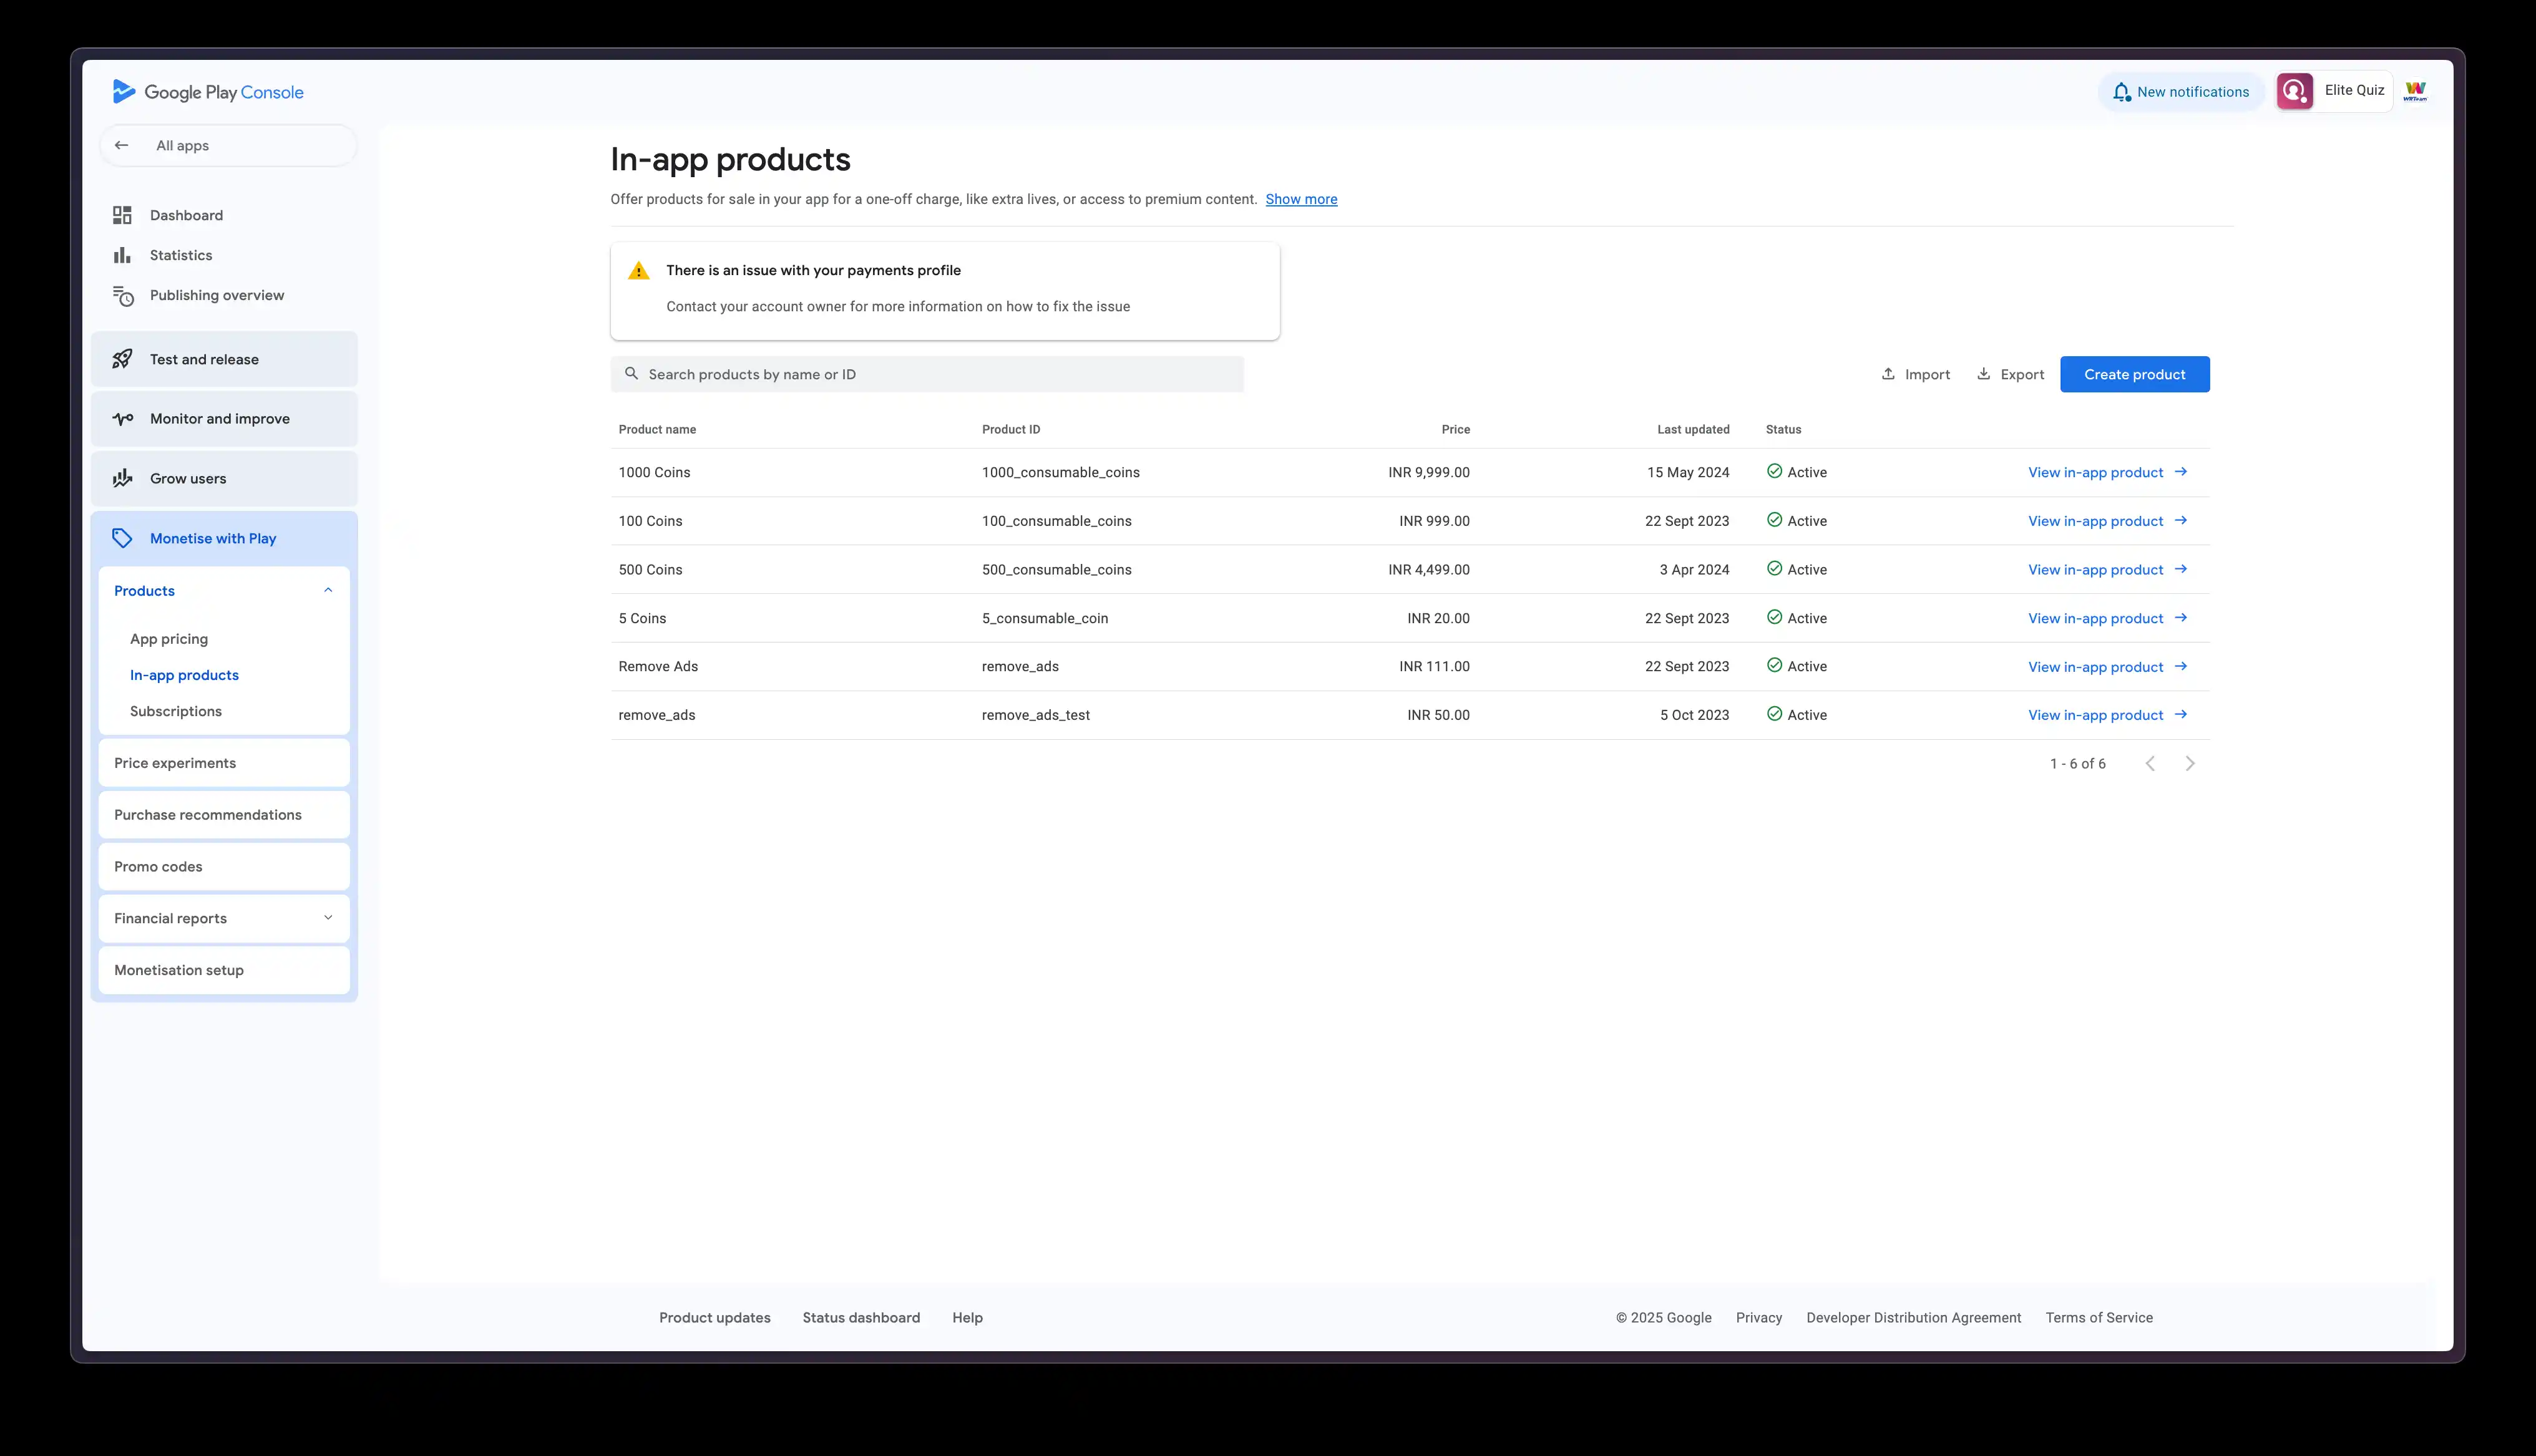 Google Play Console
New notifications
Elite Quiz
WRTeam
All apps
Dashboard
Statistics
Publishing overview
Test and release
Monitor and improve
Grow users
Monetise with Play
Products
App pricing
In-app products
Subscriptions
Price experiments
Purchase recommendations
Promo codes
Financial reports
Monetisation setup
In-app products
Offer products for sale in your app for a one-off charge, like extra lives, or access to premium content. Show more
There is an issue with your payments profile
Contact your account owner for more information on how to fix the issue
Search products by name or ID
Import Export Create product
Product name Product ID Price Last updated Status
1000 Coins 1000_consumable_coins INR 9,999.00 15 May 2024 Active View in-app product
100 Coins 100_consumable_coins INR 999.00 22 Sept 2023 Active View in-app product
500 Coins 500_consumable_coins INR 4,499.00 3 Apr 2024 Active View in-app product
5 Coins 5_consumable_coin INR 20.00 22 Sept 2023 Active View in-app product
Remove Ads remove_ads INR 111.00 22 Sept 2023 Active View in-app product
remove_ads remove_ads_test INR 50.00 5 Oct 2023 Active View in-app product
1 - 6 of 6
Product updates Status dashboard Help
© 2025 Google Privacy Developer Distribution Agreement Terms of Service